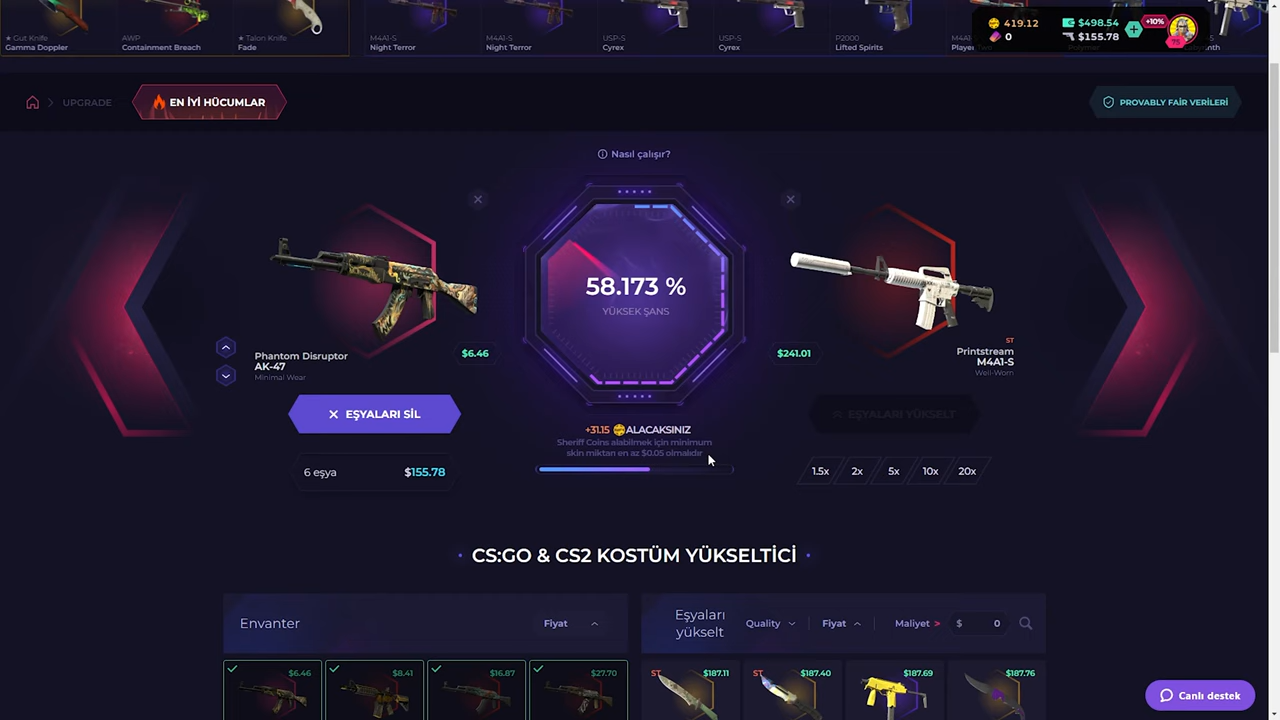 ★ Gut Knife
Gamma Doppler
AWP
Containment Breach
★ Talon Knife
Fade
M4A1-S
Night Terror
M4A1-S
Night Terror
USP-S
Cyrex
USP-S
Cyrex
P2000
Lifted Spirits
419.12
0
$498.54
$155.78
+10%
UPGRADE
EN İYİ HÜCUMLAR
PROVABLY FAIR VERİLERİ
Nasıl çalışır?
58.173 %
YÜKSEK ŞANS
Phantom Disruptor
AK-47
Minimal Wear
$6.46
$241.01
ST
Printstream
M4A1-S
Well-Worn
EŞYALARI SİL
EŞYALARI YÜKSELT
6 eşya
$155.78
+31.15 ALACAKSINIZ
Sheriff Coins alabilmek için minimum
skin miktarı en az $0.05 olmalıdır
1.5x
2x
5x
10x
20x
CS:GO & CS2 KOSTÜM YÜKSELTİCİ
Envanter
Fiyat
Eşyaları
yükselt
Quality
Fiyat
Maliyet >
$ 0
$6.46
$8.41
$16.87
$27.70
ST
$187.11
ST
$187.40
$187.69
$187.76
Canlı destek